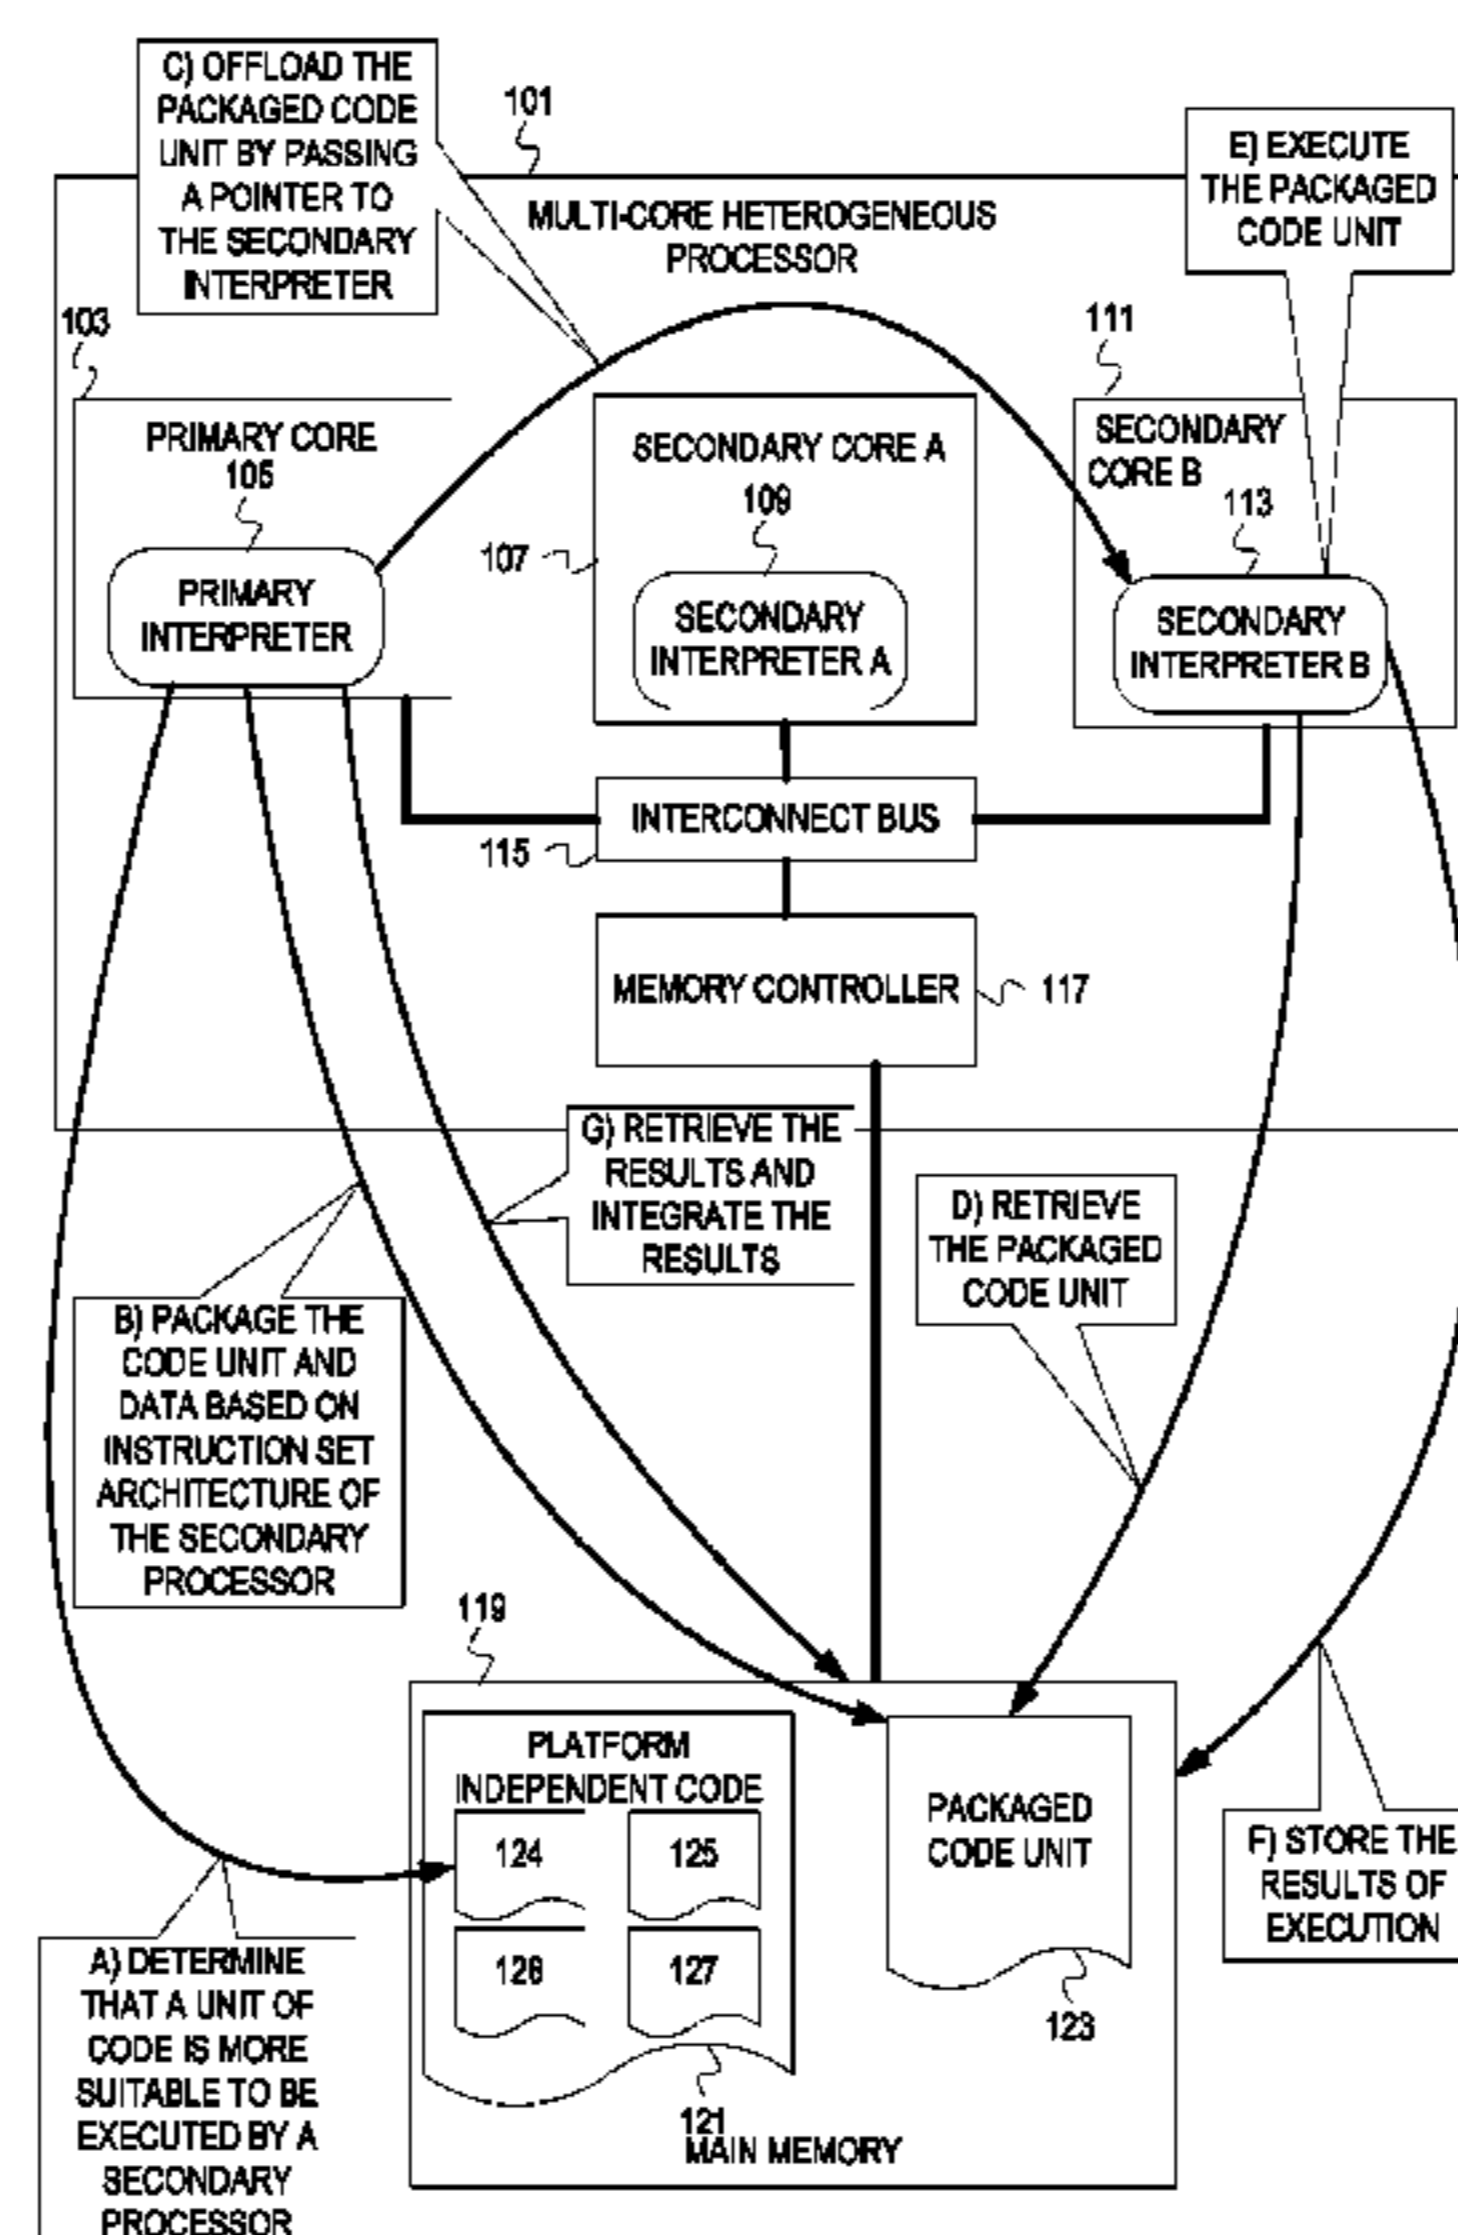 C) OFFLOAD THE
PACKAGED CODE
UNIT BY PASSING
A POINTER TO
THE SECONDARY
INTERPRETER
101
E) EXECUTE
THE PACKAGED
CODE UNIT
MULTI-CORE HETEROGENEOUS
PROCESSOR
103
111
PRIMARY CORE
105
SECONDARY CORE A
109
SECONDARY
CORE B
113
107
PRIMARY
INTERPRETER
SECONDARY
INTERPRETER A
SECONDARY
INTERPRETER B
INTERCONNECT BUS
115
MEMORY CONTROLLER
117
G) RETRIEVE THE
RESULTS AND
INTEGRATE THE
RESULTS
D) RETRIEVE
THE PACKAGED
CODE UNIT
B) PACKAGE THE
CODE UNIT AND
DATA BASED ON
INSTRUCTION SET
ARCHITECTURE OF
THE SECONDARY
PROCESSOR
119
PLATFORM
INDEPENDENT CODE
124
125
126
127
PACKAGED
CODE UNIT
123
F) STORE THE
RESULTS OF
EXECUTION
A) DETERMINE
THAT A UNIT OF
CODE IS MORE
SUITABLE TO BE
EXECUTED BY A
SECONDARY
PROCESSOR
121
MAIN MEMORY